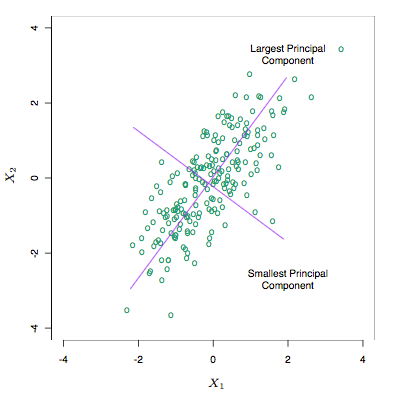 Largest Principal
Component
4
2
0
-2
-4
X2
Smallest Principal
Component
-4
-2
0
2
4
X1